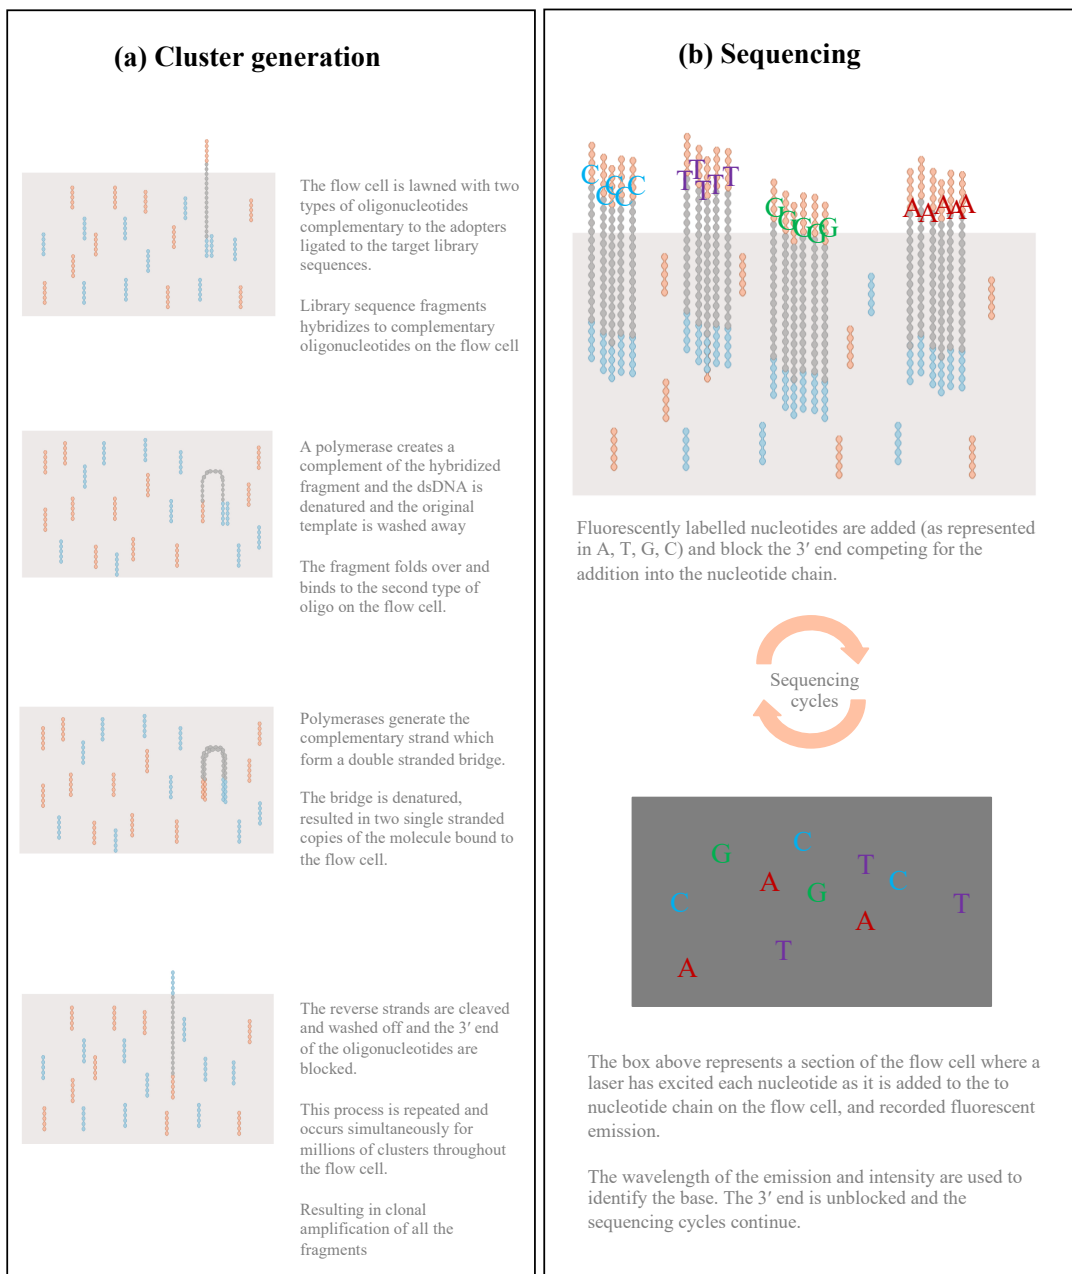 (a) Cluster generation
The flow cell is lawned with two
types of oligonucleotides
complementary to the adopters
ligated to the target library
sequences.
Library sequence fragments
hybridizes to complementary
oligonucleotides on the flow cell
A polymerase creates a
complement of the hybridized
fragment and the dsDNA is
denatured and the original
template is washed away
The fragment folds over and
binds to the second type of
oligo on the flow cell.
Polymerases generate the
complementary strand which
form a double stranded bridge.
The bridge is denatured,
resulted in two single stranded
copies of the molecule bound to
the flow cell.
The reverse strands are cleaved
and washed off and the 3′ end
of the oligonucleotides are
blocked.
This process is repeated and
occurs simultaneously for
millions of clusters throughout
the flow cell.
Resulting in clonal
amplification of all the
fragments
(b) Sequencing
C C C C C
T T T T T
G G G G G
A A A A A
Fluorescently labelled nucleotides are added (as represented
in A, T, G, C) and block the 3′ end competing for the
addition into the nucleotide chain.
Sequencing
cycles
C
G
T
A
C
C
G
T
A
T
A
The box above represents a section of the flow cell where a
laser has excited each nucleotide as it is added to the to
nucleotide chain on the flow cell, and recorded fluorescent
emission.
The wavelength of the emission and intensity are used to
identify the base. The 3′ end is unblocked and the
sequencing cycles continue.